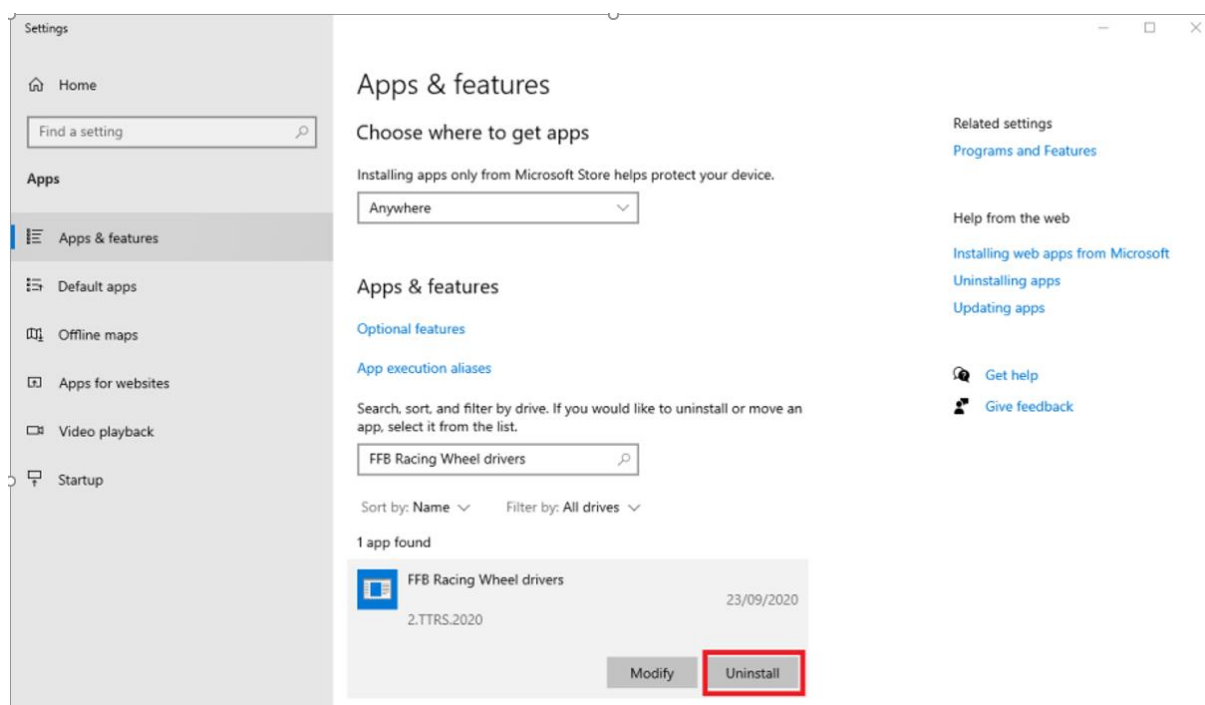 Settings
Home
Find a setting
Apps
Apps & features
Default apps
Offline maps
Apps for websites
Video playback
Startup
Apps & features
Choose where to get apps
Installing apps only from Microsoft Store helps protect your device.
Anywhere
Apps & features
Optional features
App execution aliases
Search, sort, and filter by drive. If you would like to uninstall or move an
app, select it from the list.
FFB Racing Wheel drivers
Sort by: Name Filter by: All drives
1 app found
FFB Racing Wheel drivers
23/09/2020
2.TTRS.2020
Modify Uninstall
Related settings
Programs and Features
Help from the web
Installing web apps from Microsoft
Uninstalling apps
Updating apps
Get help
Give feedback